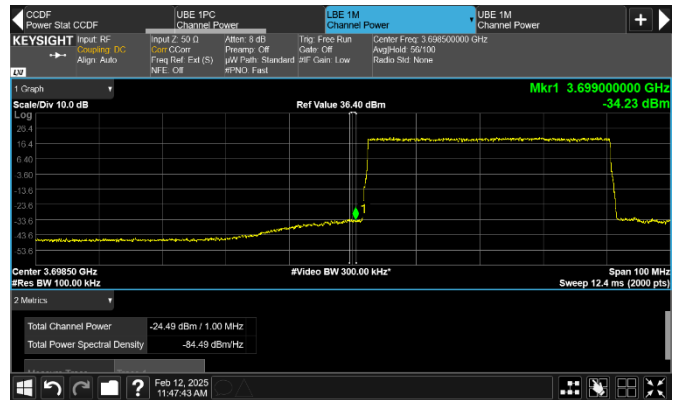 CCDF
Power Stat CCDF
UBE 1PC
Channel Power
LBE 1M
Channel Power
UBE 1M
Channel Power
KEYSIGHT
Input: RF
Coupling: DC
Align: Auto
Input Z: 50 Ω
Corr CCorr
Freq Ref: Ext (S)
NFE: Off
Atten: 8 dB
Preamp: Off
µW Path: Standard
#PNO: Fast
Trig: Free Run
Gate: Off
#IF Gain: Low
Center Freq: 3.698500000 GHz
Avg|Hold: 56/100
Radio Std: None
LXI
1 Graph
Mkr1 3.699000000 GHz
Scale/Div 10.0 dB
Ref Value 36.40 dBm
-34.23 dBm
Log
26.4
16.4
6.40
-3.60
-13.6
-23.6
-33.6
-43.6
-53.6
1
Center 3.69850 GHz
#Video BW 300.00 kHz*
Span 100 MHz
#Res BW 100.00 kHz
Sweep 12.4 ms (2000 pts)
2 Metrics
Total Channel Power -24.49 dBm / 1.00 MHz
Total Power Spectral Density -84.49 dBm/Hz
Feb 12, 2025
11:47:43 AM